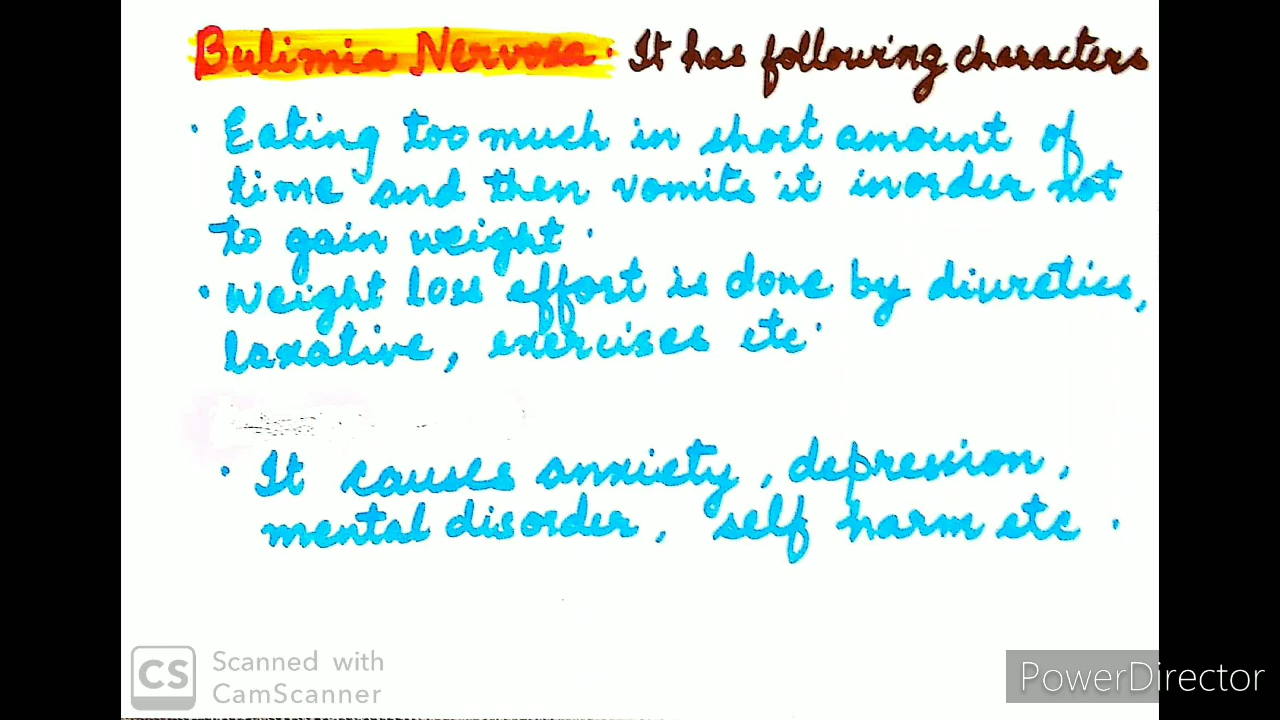 Bulimia Nervosa. It has following characters
· Eating too much in short amount of
time and then vomite it inorder not
to gain weight.
· Weight loss effort is done by diuretics,
laxative, exercises etc.
· It causes anxiety, depression,
mental disorder, self harm etc.
CS Scanned with
CamScanner
PowerDirector